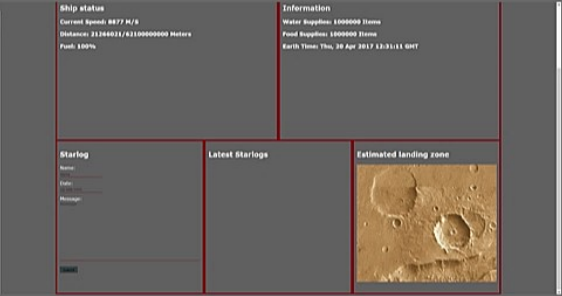 Ship status
Current Speed: 8877 M/S
Distance: 21266021/62100000000 Meters
Fuel: 100%
Information
Water Supplies: 1000000 Items
Food Supplies: 1000000 Items
Earth Time: Thu, 20 Apr 2017 12:31:11 GMT
Starlog
Name:
Date:
Message:
Latest Starlogs
Estimated landing zone